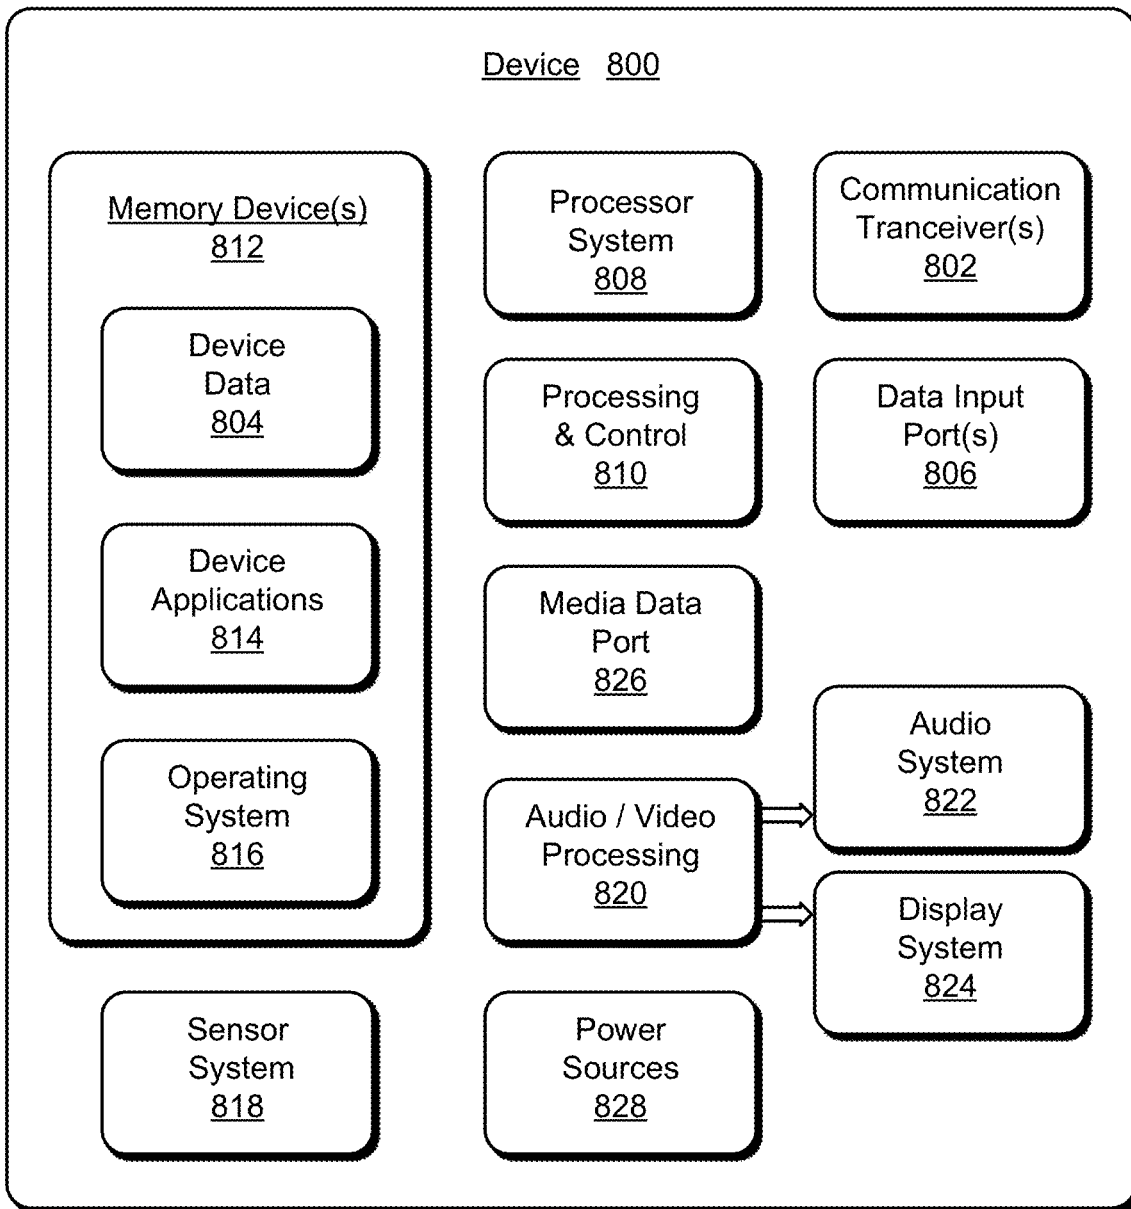 Device 800
Memory Device(s)
812
Device
Data
804
Device
Applications
814
Operating
System
816
Sensor
System
818
Processor
System
808
Processing
& Control
810
Media Data
Port
826
Audio / Video
Processing
820
Power
Sources
828
Communication
Tranceiver(s)
802
Data Input
Port(s)
806
Audio
System
822
Display
System
824